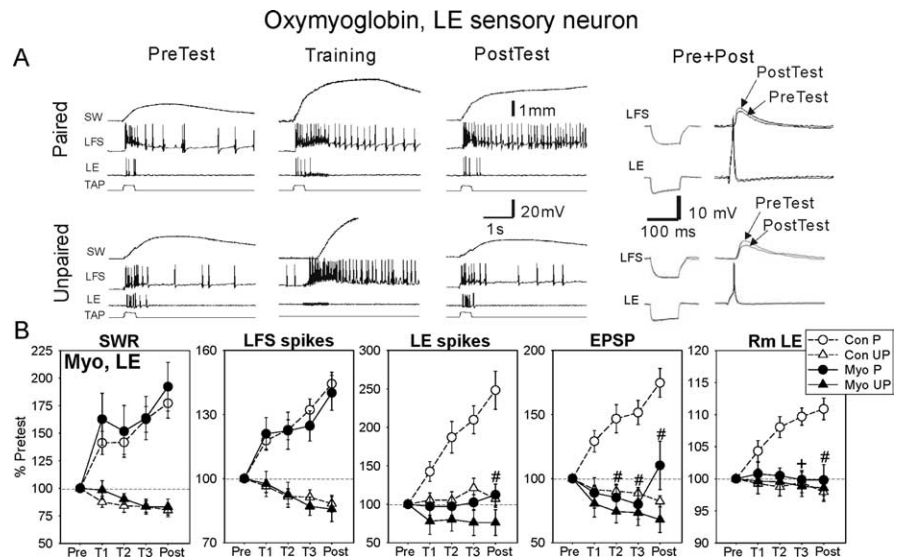 Oxymyoglobin, LE sensory neuron
A
PreTest Training PostTest Pre+Post
Paired
SW
LFS
LE
TAP
1mm
LFS
LE
PostTest
PreTest
Unpaired
SW
LFS
LE
TAP
20mV
1s
10 mV
100 ms
LFS
LE
PreTest
PostTest
B
SWR LFS spikes LE spikes EPSP Rm LE
Myo, LE
Con P
Con UP
Myo P
Myo UP
% Pretest
225
200
175
150
125
100
75
50
Pre T1 T2 T3 Post
160
130
100
70
Pre T1 T2 T3 Post
300
250
200
150
100
50
#
Pre T1 T2 T3 Post
200
150
100
50
# # #
Pre T1 T2 T3 Post
115
110
105
100
95
+ #
Pre T1 T2 T3 Post